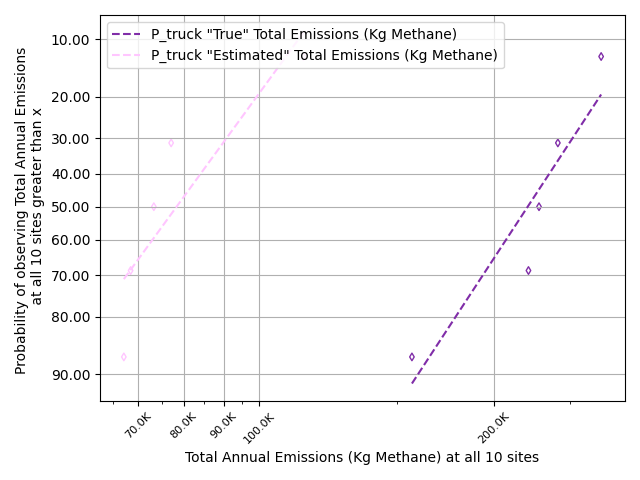 P_truck "True" Total Emissions (Kg Methane)
P_truck "Estimated" Total Emissions (Kg Methane)
Probability of observing Total Annual Emissions
at all 10 sites greater than x
10.00
20.00
30.00
40.00
50.00
60.00
70.00
80.00
90.00
70.0K
80.0K
90.0K
100.0K
200.0K
Total Annual Emissions (Kg Methane) at all 10 sites